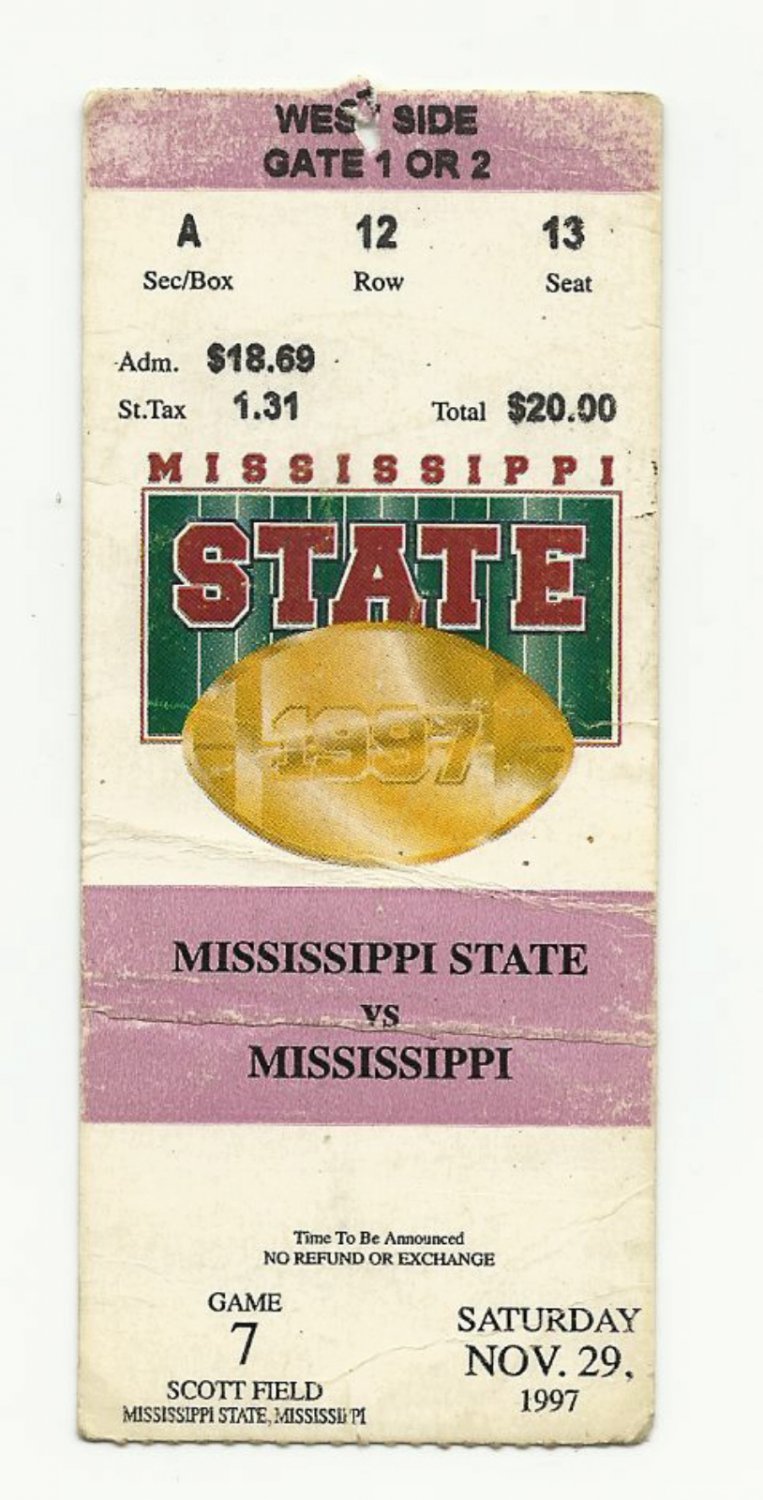 WEST SIDE
GATE 1 OR 2
A 12 13
Sec/Box Row Seat
Adm. $18.69
St.Tax 1.31 Total $20.00
MISSISSIPPI
STATE
1997
MISSISSIPPI STATE
VS
MISSISSIPPI
Time To Be Announced
NO REFUND OR EXCHANGE
GAME
7
SCOTT FIELD
MISSISSIPPI STATE, MISSISSIPPI
SATURDAY
NOV. 29,
1997